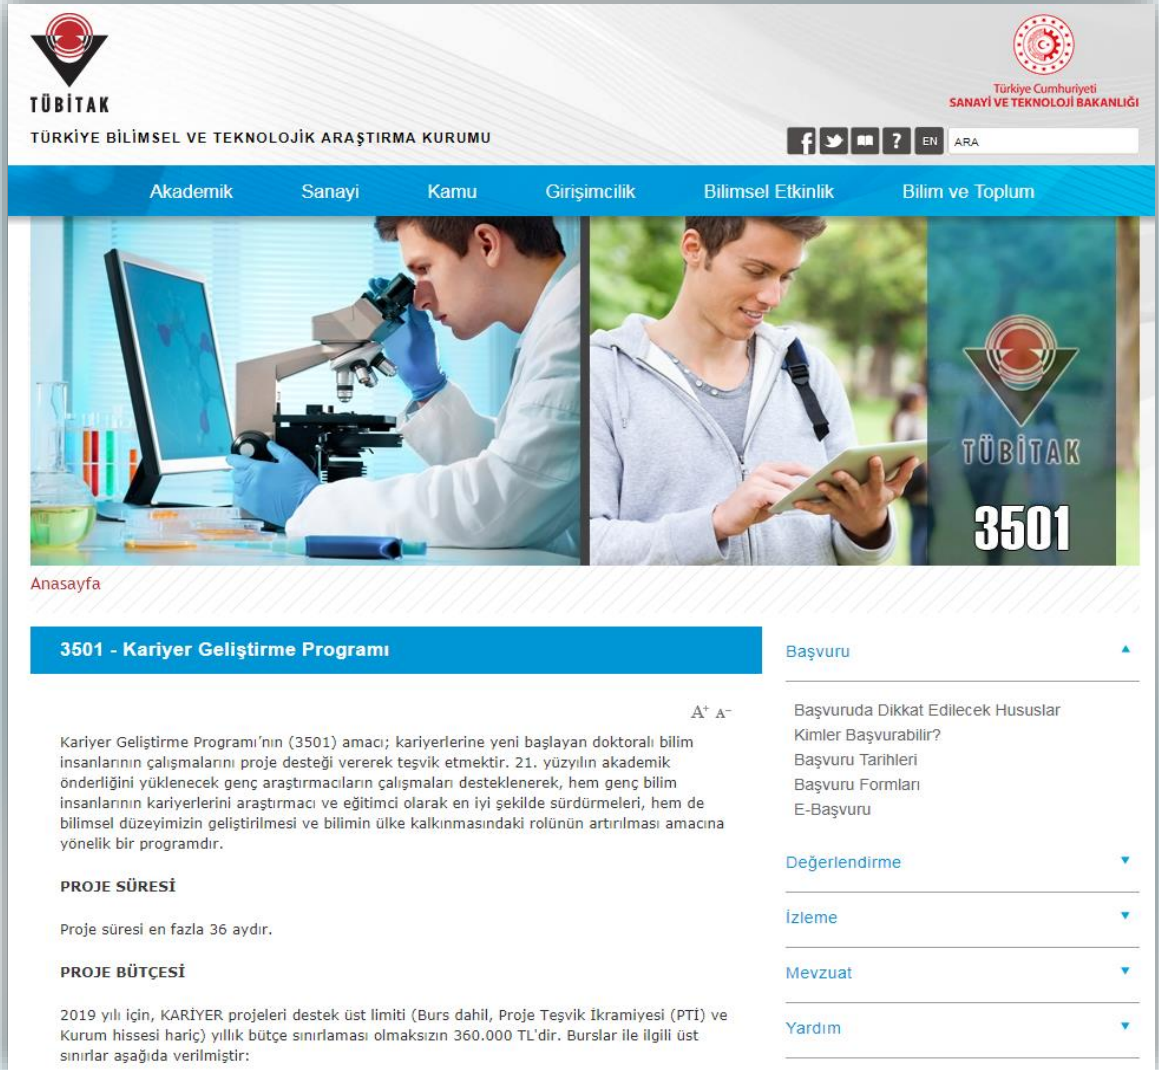 TÜBİTAK
TÜRKİYE BİLİMSEL VE TEKNOLOJİK ARAŞTIRMA KURUMU
Türkiye Cumhuriyeti
SANAYİ VE TEKNOLOJİ BAKANLIĞI
f ? EN ARA
Akademik Sanayi Kamu Girişimcilik Bilimsel Etkinlik Bilim ve Toplum
TÜBİTAK
3501
Anasayfa
3501 - Kariyer Geliştirme Programı
A⁺ A⁻
Kariyer Geliştirme Programı'nın (3501) amacı; kariyerlerine yeni başlayan doktoralı bilim
insanlarının çalışmalarını proje desteği vererek teşvik etmektir. 21. yüzyılın akademik
önderliğini yüklenecek genç araştırmacıların çalışmaları desteklenerek, hem genç bilim
insanlarının kariyerlerini araştırmacı ve eğitimci olarak en iyi şekilde sürdürmeleri, hem de
bilimsel düzeyimizin geliştirilmesi ve bilimin ülke kalkınmasındaki rolünün artırılması amacına
yönelik bir programdır.
PROJE SÜRESİ
Proje süresi en fazla 36 aydır.
PROJE BÜTÇESİ
2019 yılı için, KARİYER projeleri destek üst limiti (Burs dahil, Proje Teşvik İkramiyesi (PTİ) ve
Kurum hissesi hariç) yıllık bütçe sınırlaması olmaksızın 360.000 TL'dir. Burslar ile ilgili üst
sınırlar aşağıda verilmiştir:
Başvuru
Başvuruda Dikkat Edilecek Hususlar
Kimler Başvurabilir?
Başvuru Tarihleri
Başvuru Formları
E-Başvuru
Değerlendirme
İzleme
Mevzuat
Yardım